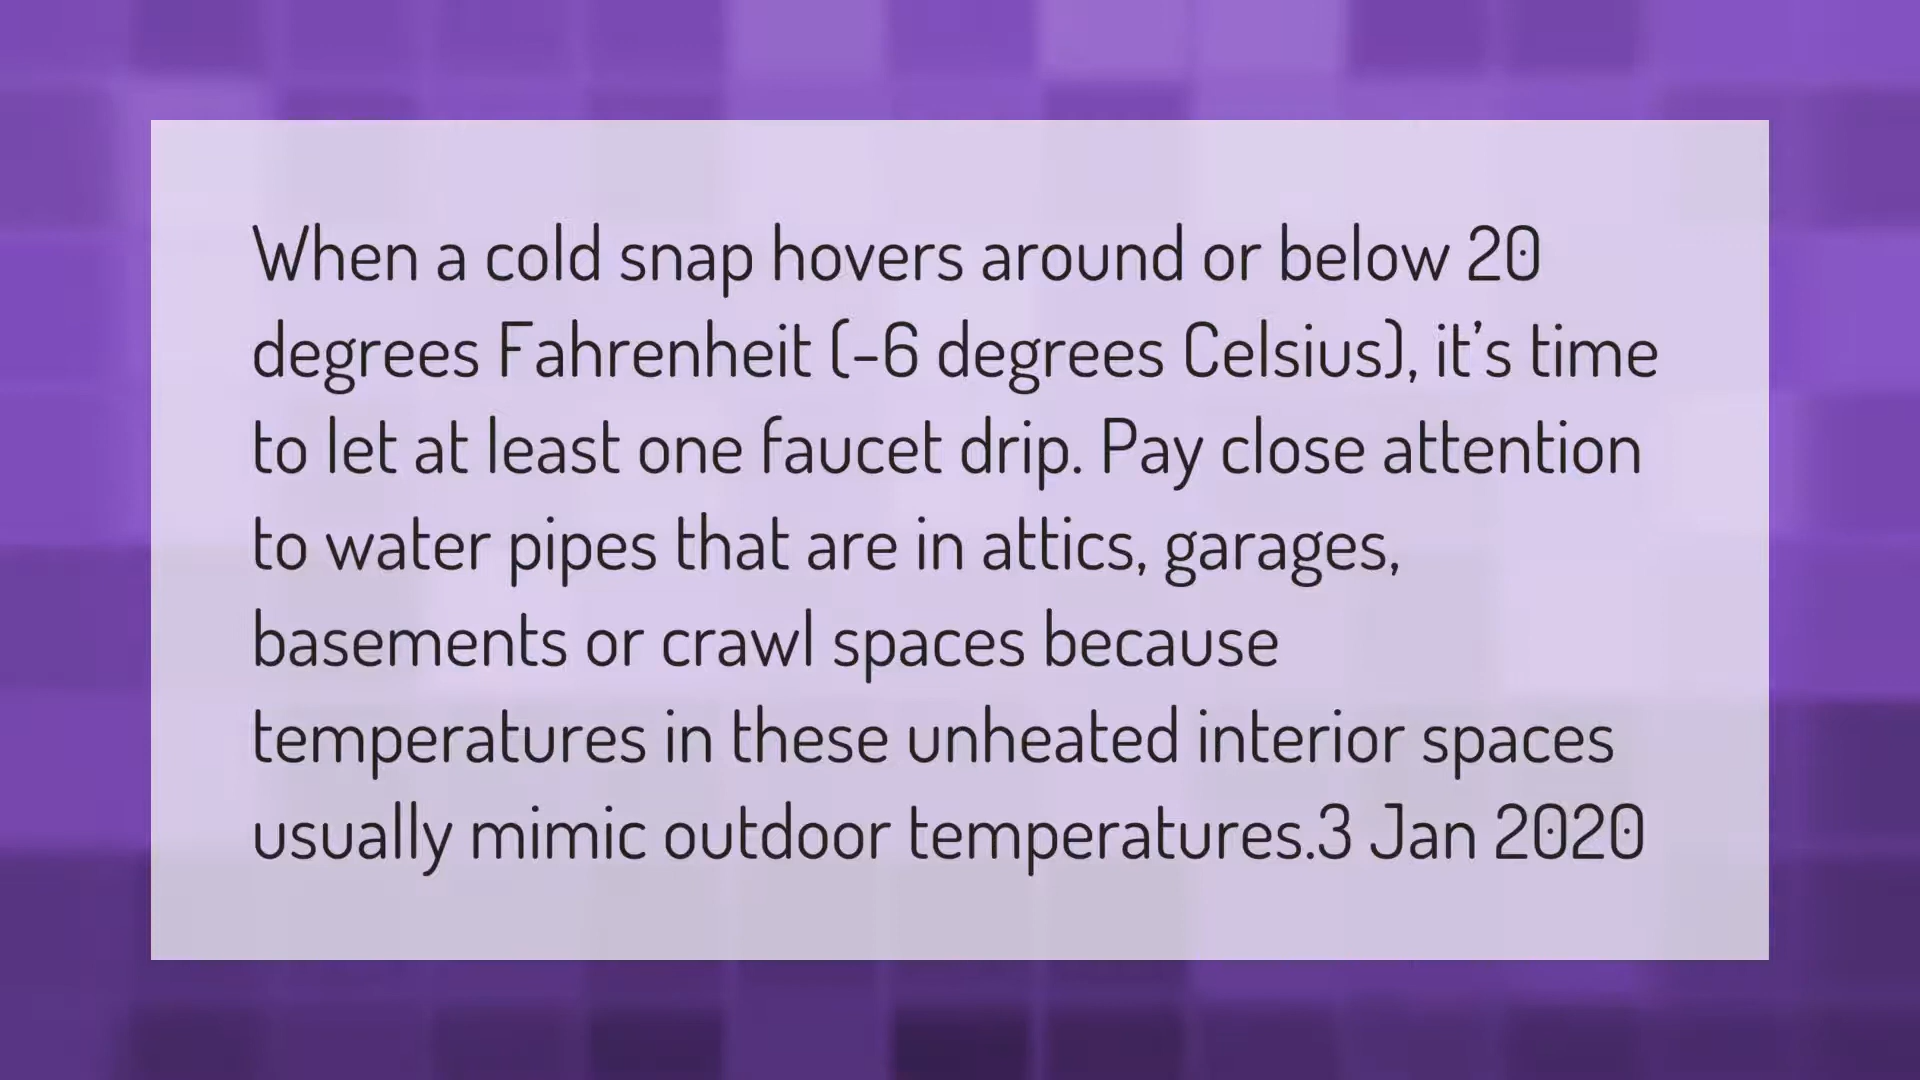 When a cold snap hovers around or below 20
degrees Fahrenheit (-6 degrees Celsius), it's time
to let at least one faucet drip. Pay close attention
to water pipes that are in attics, garages,
basements or crawl spaces because
temperatures in these unheated interior spaces
usually mimic outdoor temperatures.3 Jan 2020